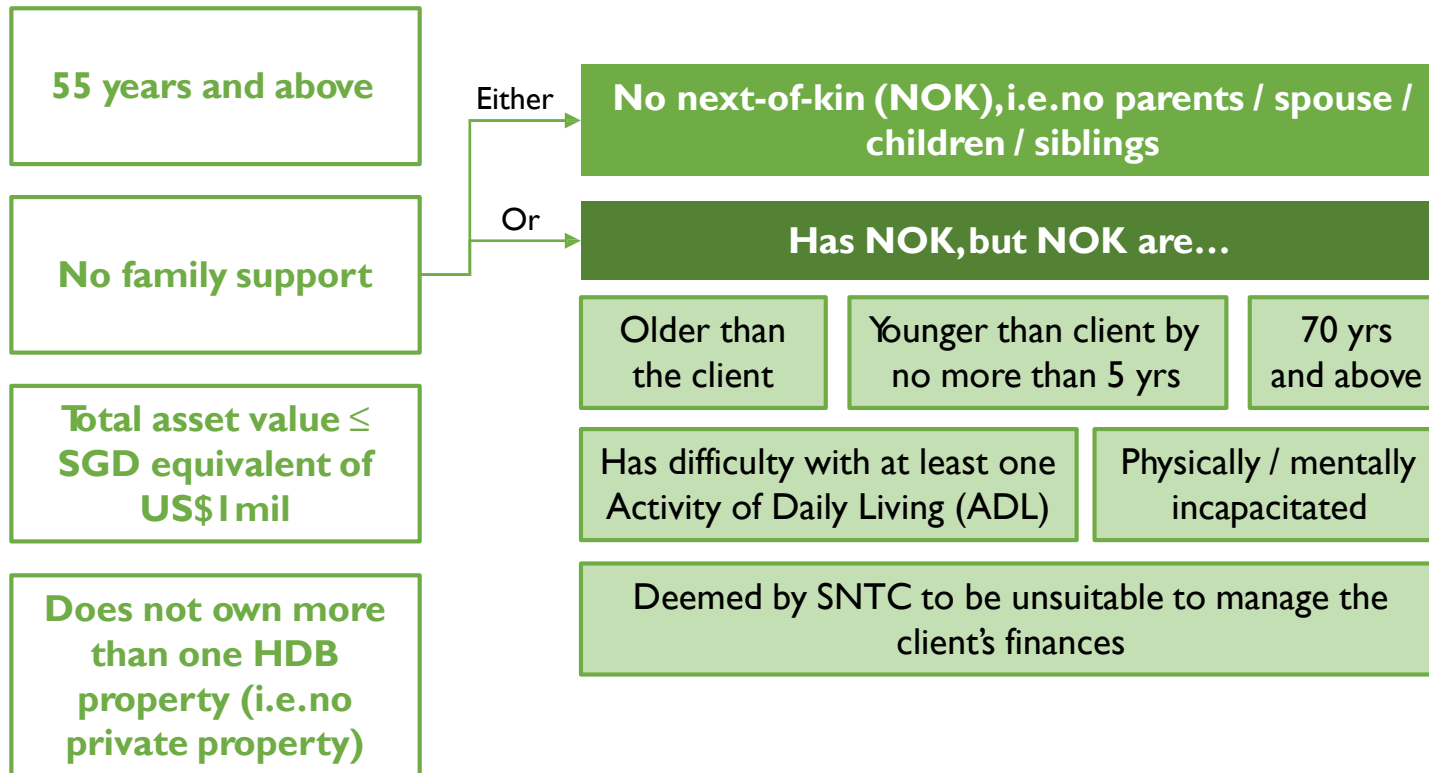 55 years and above
Either
No next-of-kin (NOK), i.e. no parents / spouse /
children / siblings
No family support
Or
Has NOK, but NOK are…
Older than
the client
Younger than client by
no more than 5 yrs
70 yrs
and above
Total asset value ≤
SGD equivalent of
US$1mil
Has difficulty with at least one
Activity of Daily Living (ADL)
Physically / mentally
incapacitated
Does not own more
than one HDB
property (i.e. no
private property)
Deemed by SNTC to be unsuitable to manage the
client's finances